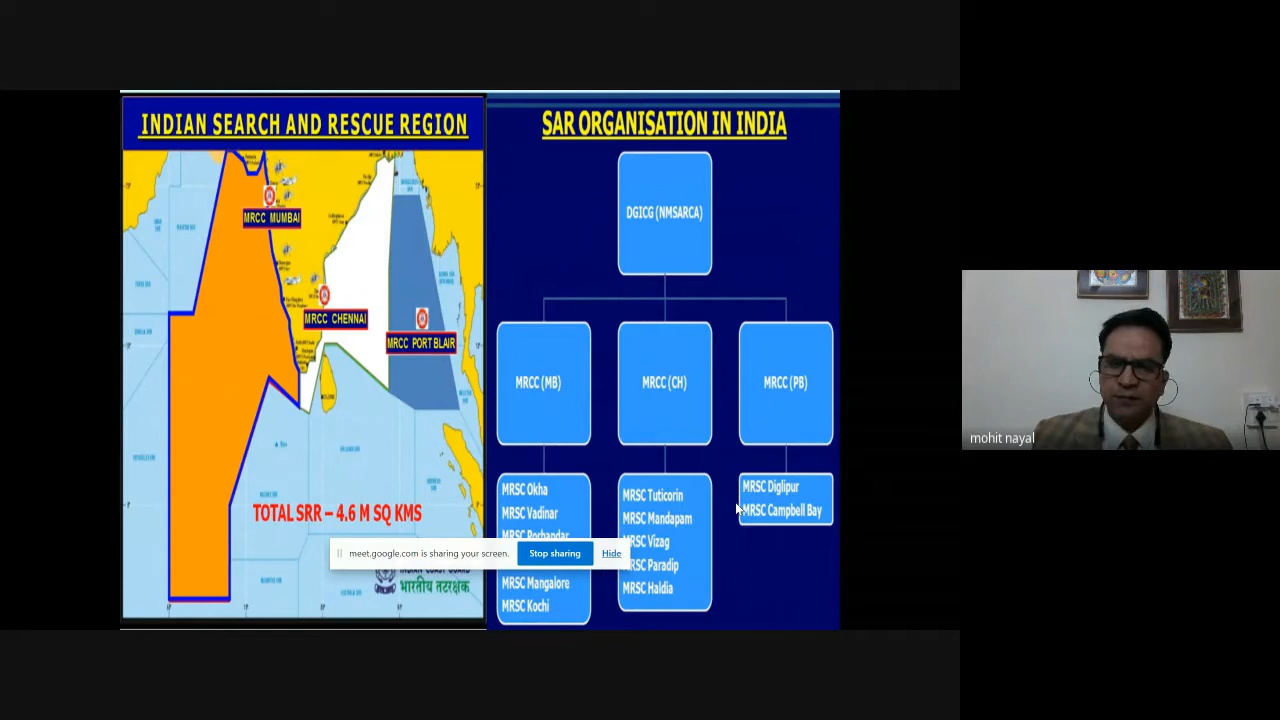 INDIAN SEARCH AND RESCUE REGION
MRCC MUMBAI
MRCC CHENNAI
MRCC PORT BLAIR
TOTAL SRR – 4.6 M SQ KMS
भारतीय तटरक्षक
SAR ORGANISATION IN INDIA
DGICG (NMSARCA)
MRCC (MB)
MRCC (CH)
MRCC (PB)
MRSC Okha
MRSC Vadinar
MRSC Porbandar
MRSC Mangalore
MRSC Kochi
MRSC Tuticorin
MRSC Mandapam
MRSC Vizag
MRSC Paradip
MRSC Haldia
MRSC Diglipur
MRSC Campbell Bay
meet.google.com is sharing your screen.
Stop sharing
Hide
mohit nayal